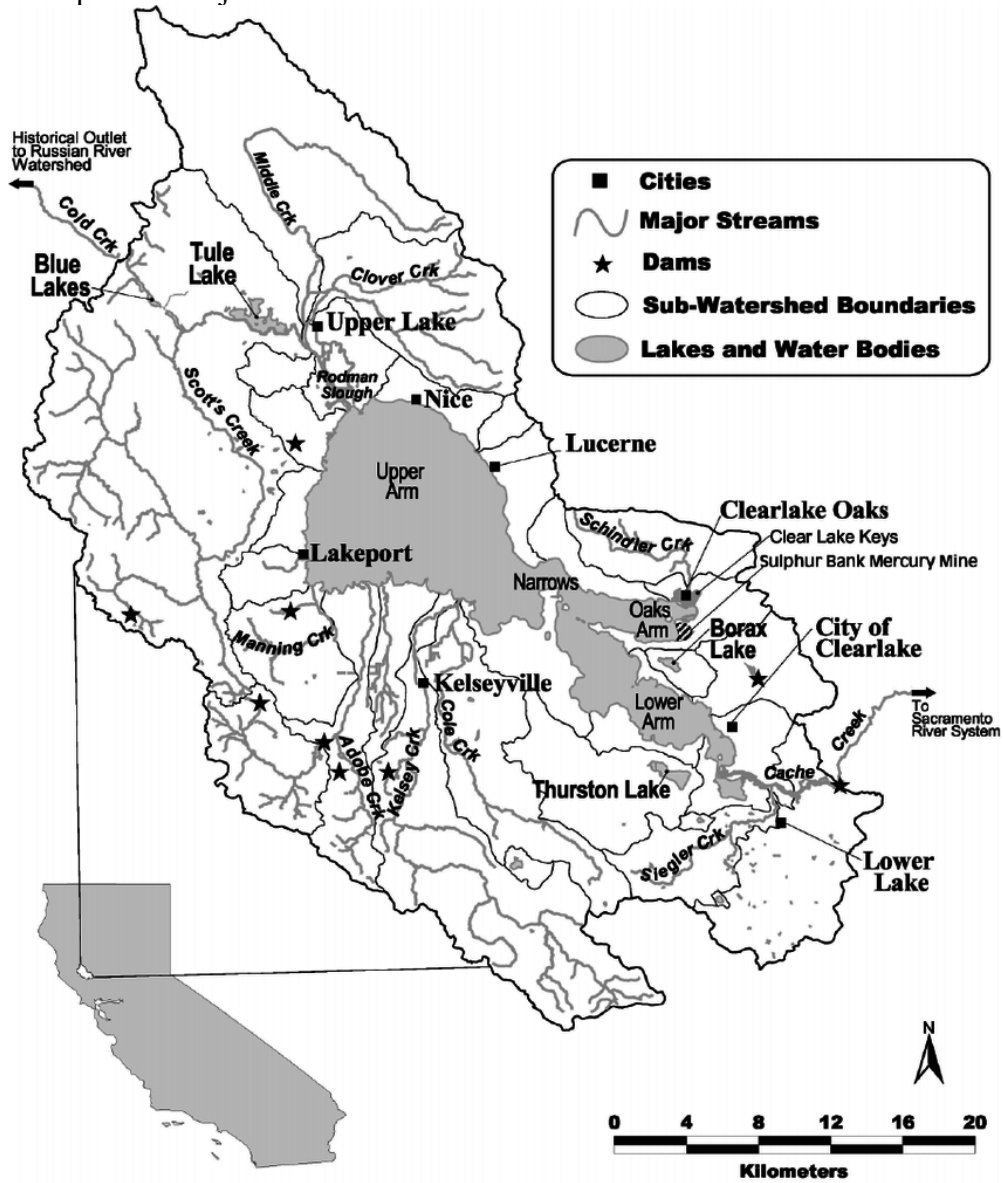 Historical Outlet
to Russian River
Watershed
Cold Crk
Blue
Lakes
Tule
Lake
Middle Crk
Clover Crk
Upper Lake
Rodman
Slough
Nice
Scott's Creek
Lucerne
Upper
Arm
Lakeport
Clearlake Oaks
Clear Lake Keys
Sulphur Bank Mercury Mine
Schindler Crk
Narrows
Oaks
Arm
Borax
Lake
City of
Clearlake
Manning Crk
Kelseyville
Lower
Arm
Adobe Crk
Kelsey Crk
Cole Crk
Thurston Lake
Cache
Creek
To
Sacramento
River System
Siegler Crk
Lower
Lake
Cities
Major Streams
Dams
Sub-Watershed Boundaries
Lakes and Water Bodies
N
0 4 8 12 16 20
Kilometers